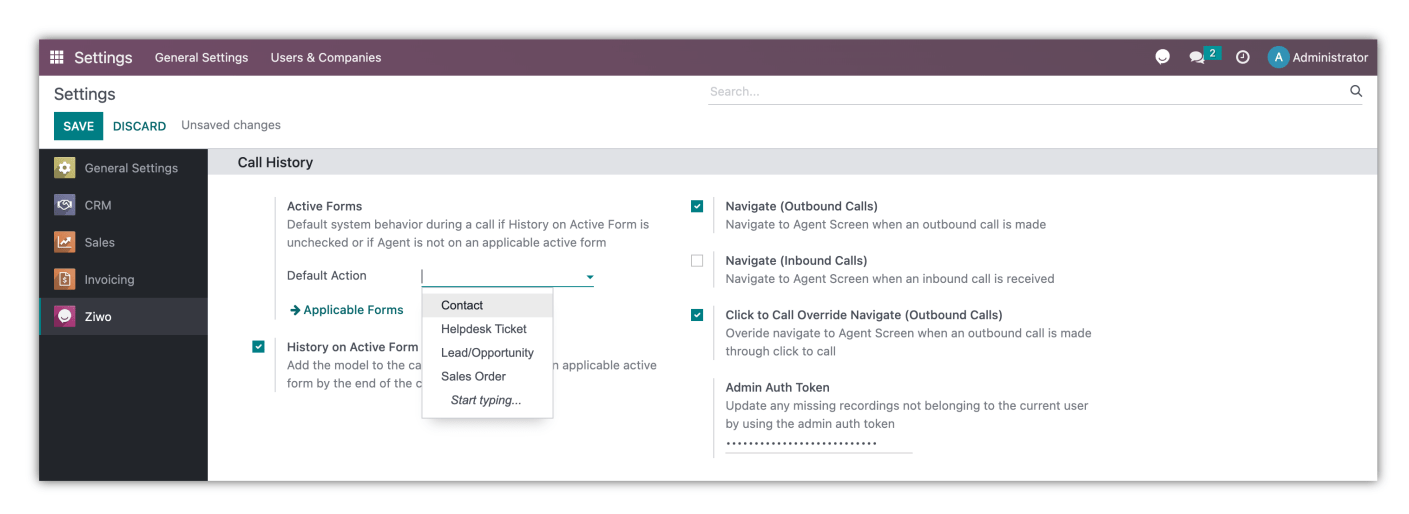 Settings General Settings Users & Companies 2 A Administrator
Settings
Search...
SAVE DISCARD Unsaved changes
General Settings
CRM
Sales
Invoicing
Ziwo
Call History
Active Forms
Default system behavior during a call if History on Active Form is
unchecked or if Agent is not on an applicable active form
Default Action
Applicable Forms
Contact
Helpdesk Ticket
Lead/Opportunity
Sales Order
Start typing...
History on Active Form
Add the model to the applicable active
form by the end of the
Navigate (Outbound Calls)
Navigate to Agent Screen when an outbound call is made
Navigate (Inbound Calls)
Navigate to Agent Screen when an inbound call is received
Click to Call Override Navigate (Outbound Calls)
Overide navigate to Agent Screen when an outbound call is made
through click to call
Admin Auth Token
Update any missing recordings not belonging to the current user
by using the admin auth token